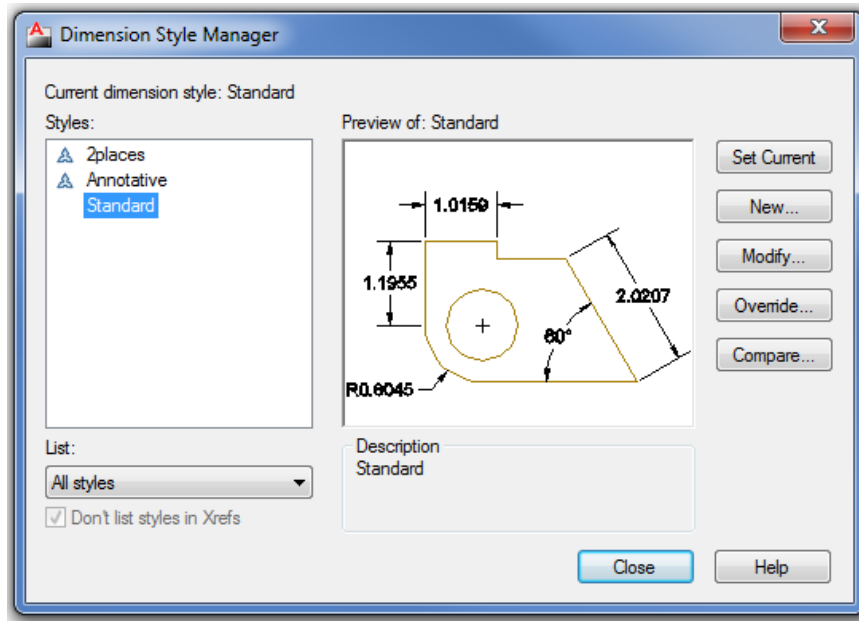 Dimension Style Manager
Current dimension style: Standard
Styles:
2places
Annotative
Standard
Preview of: Standard
1.0159
1.1955
2.0207
60°
R0.6045
Set Current
New...
Modify...
Override...
Compare...
List:
All styles
Don't list styles in Xrefs
Description
Standard
Close
Help